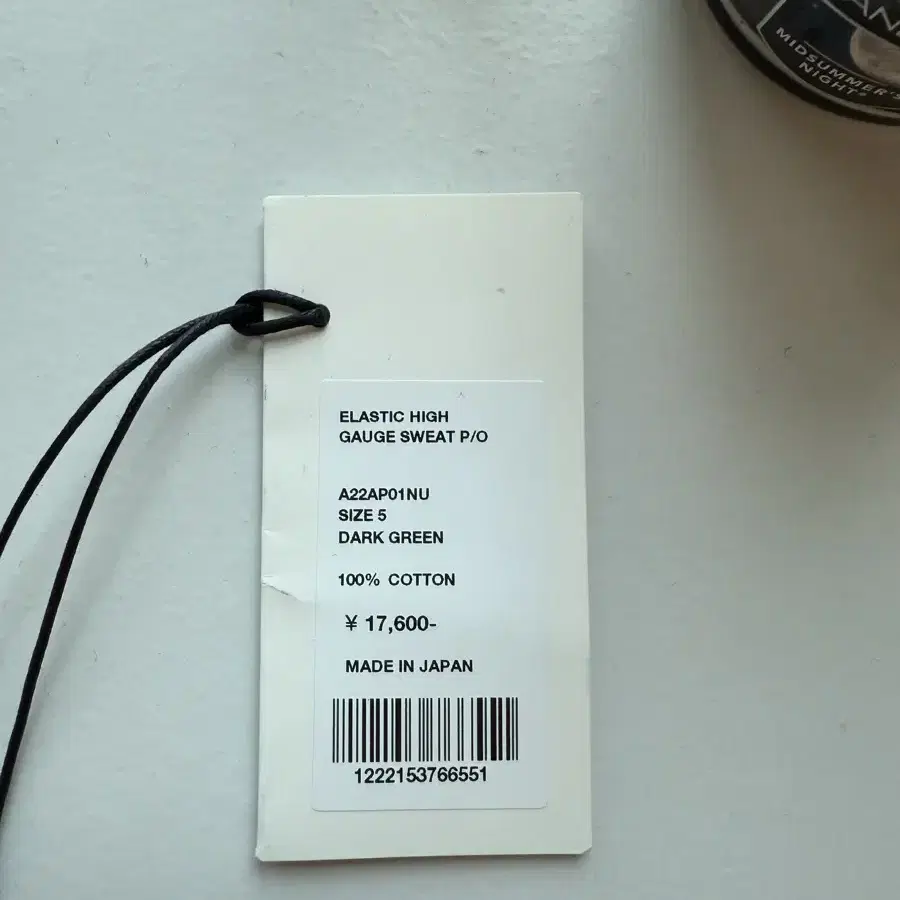 MIDSUMMER'S
NIGHT®
ELASTIC HIGH
GAUGE SWEAT P/O
A22AP01NU
SIZE 5
DARK GREEN
100% COTTON
¥ 17,600-
MADE IN JAPAN
1222153766551